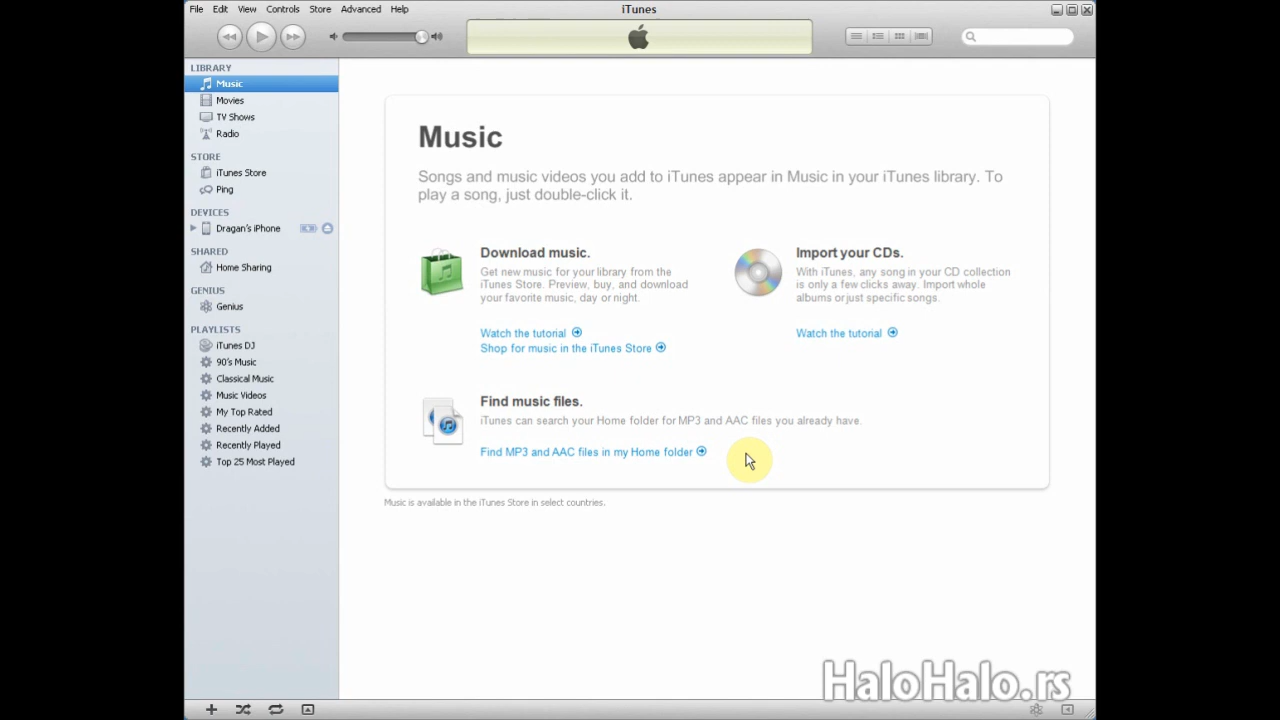 File Edit View Controls Store Advanced Help
iTunes
LIBRARY
Music
Movies
TV Shows
Radio
STORE
iTunes Store
Ping
DEVICES
Dragan's iPhone
SHARED
Home Sharing
GENIUS
Genius
PLAYLISTS
iTunes DJ
90's Music
Classical Music
Music Videos
My Top Rated
Recently Added
Recently Played
Top 25 Most Played
Music
Songs and music videos you add to iTunes appear in Music in your iTunes library. To
play a song, just double-click it.
Download music.
Get new music for your library from the
iTunes Store. Preview, buy, and download
your favorite music, day or night.
Watch the tutorial
Shop for music in the iTunes Store
Import your CDs.
With iTunes, any song in your CD collection
is only a few clicks away. Import whole
albums or just specific songs.
Watch the tutorial
Find music files.
iTunes can search your Home folder for MP3 and AAC files you already have.
Find MP3 and AAC files in my Home folder
Music is available in the iTunes Store in select countries.
HaloHalo.rs